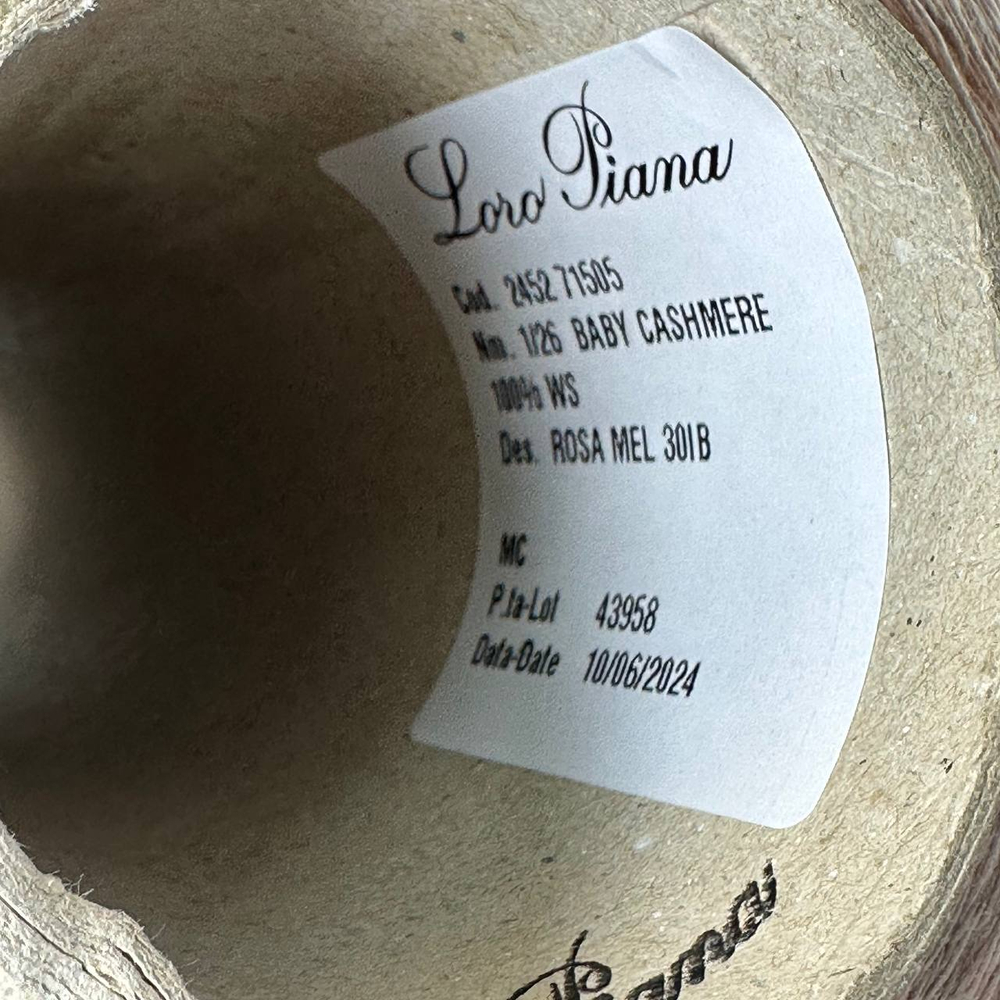 Loro Piana
Cod. 2452 71505
Nm. 1/26 BABY CASHMERE
100% WS
Des. ROSA MEL 301B
MC
P.ta-Lot 43958
Data-Date 10/06/2024
Piana